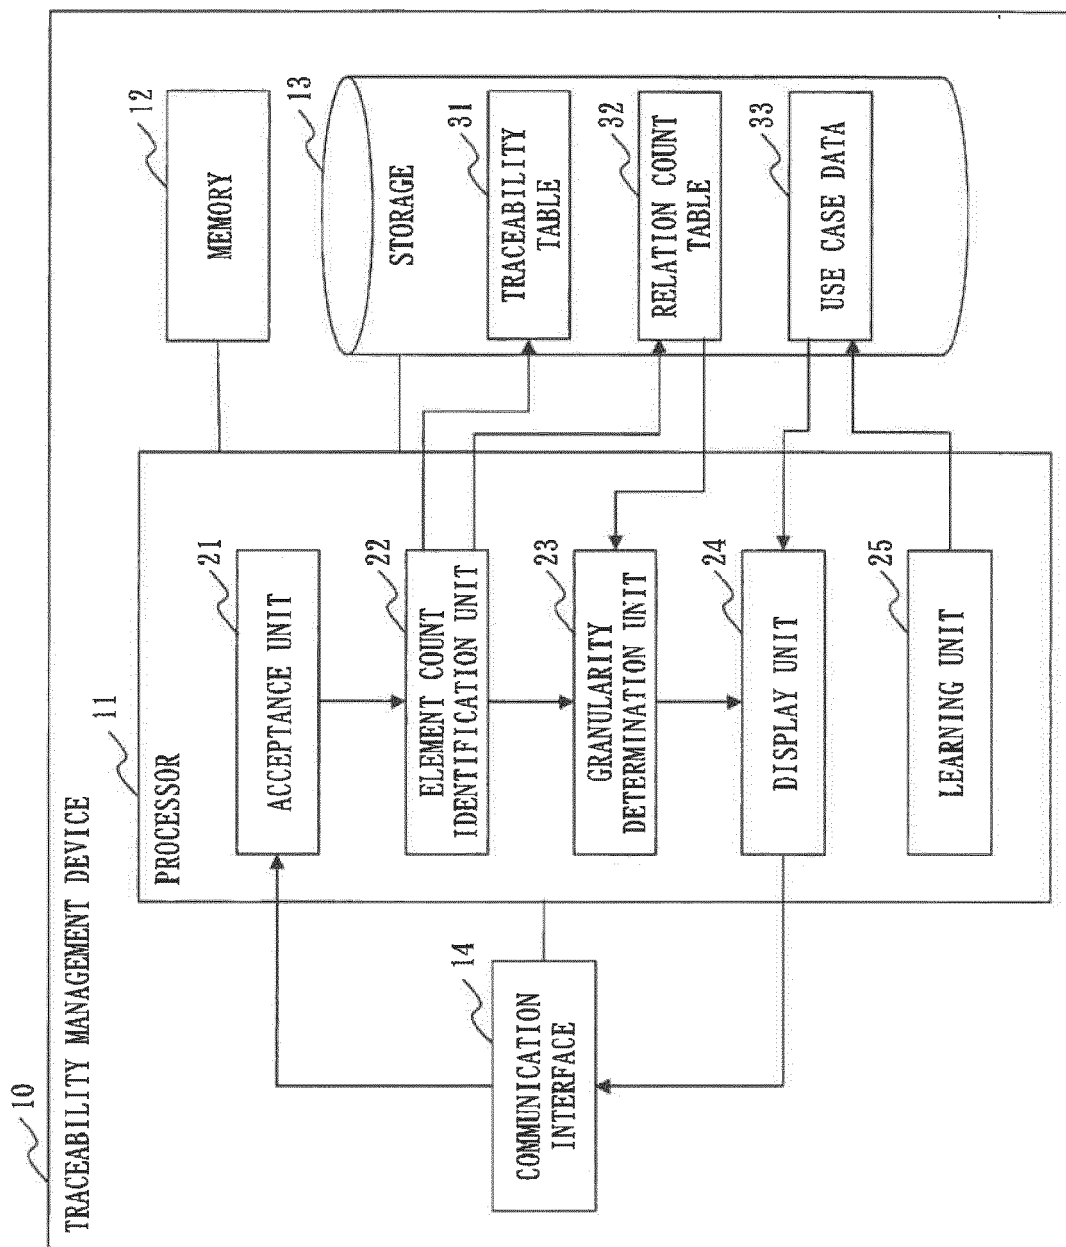 10
TRACEABILITY MANAGEMENT DEVICE
11
PROCESSOR
12
MEMORY
13
STORAGE
14
COMMUNICATION
INTERFACE
21
ACCEPTANCE UNIT
22
ELEMENT COUNT
IDENTIFICATION UNIT
23
GRANULARITY
DETERMINATION UNIT
24
DISPLAY UNIT
25
LEARNING UNIT
31
TRACEABILITY
TABLE
32
RELATION COUNT
TABLE
33
USE CASE DATA